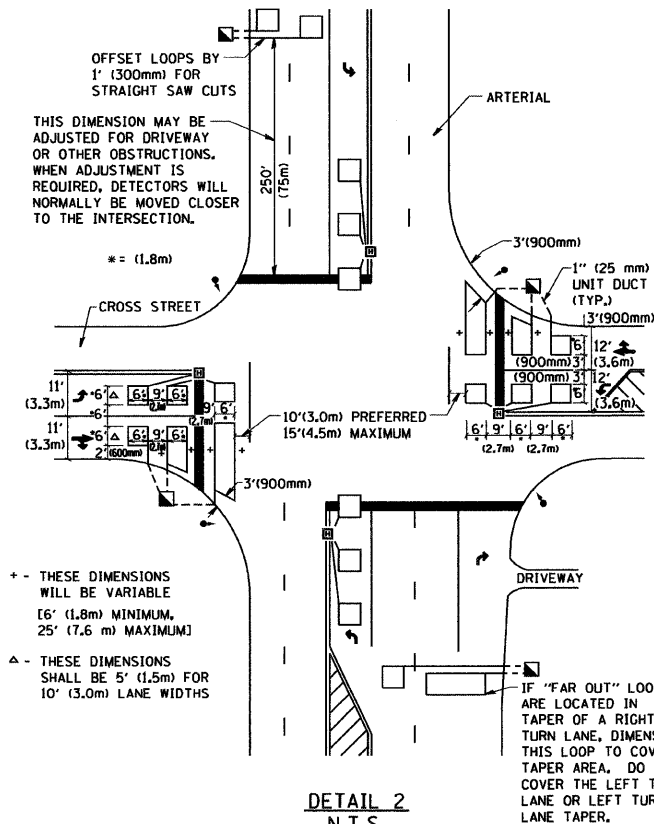 OFFSET LOOPS BY
1' (300mm) FOR
STRAIGHT SAW CUTS
THIS DIMENSION MAY BE
ADJUSTED FOR DRIVEWAY
OR OTHER OBSTRUCTIONS.
WHEN ADJUSTMENT IS
REQUIRED, DETECTORS WILL
NORMALLY BE MOVED CLOSER
TO THE INTERSECTION.
250'
(75m)
ARTERIAL
* = (1.8m)
CROSS STREET
3'(900mm)
1" (25 mm)
UNIT DUCT
(TYP.)
3'(900mm)
H
+ + +
*6' 12'
(3.6m)
(900mm) 3'
(900mm) 3'
*6' 12'
(3.6m)
H
6' 9' 6' 9' 6'
* (2.7m) * (2.7m) *
H
11'
(3.3m)
*6' △ 6' 9' 6'
(2.7m)
*6'
9' 6'
(2.7m) *
11'
(3.3m)
*6' △ 6' 9' 6'
(2.7m)
2' (600mm)
+ + + +
10'(3.0m) PREFERRED
15'(4.5m) MAXIMUM
3'(900mm)
H
+ - THESE DIMENSIONS
WILL BE VARIABLE
[6' (1.8m) MINIMUM,
25' (7.6 m) MAXIMUM]
△ - THESE DIMENSIONS
SHALL BE 5' (1.5m) FOR
10' (3.0m) LANE WIDTHS
DRIVEWAY
IF "FAR OUT" LOO
ARE LOCATED IN
TAPER OF A RIGHT
TURN LANE, DIMENS
THIS LOOP TO COV
TAPER AREA. DO
COVER THE LEFT T
LANE OR LEFT TUR
LANE TAPER.
DETAIL 2
N.T.S.